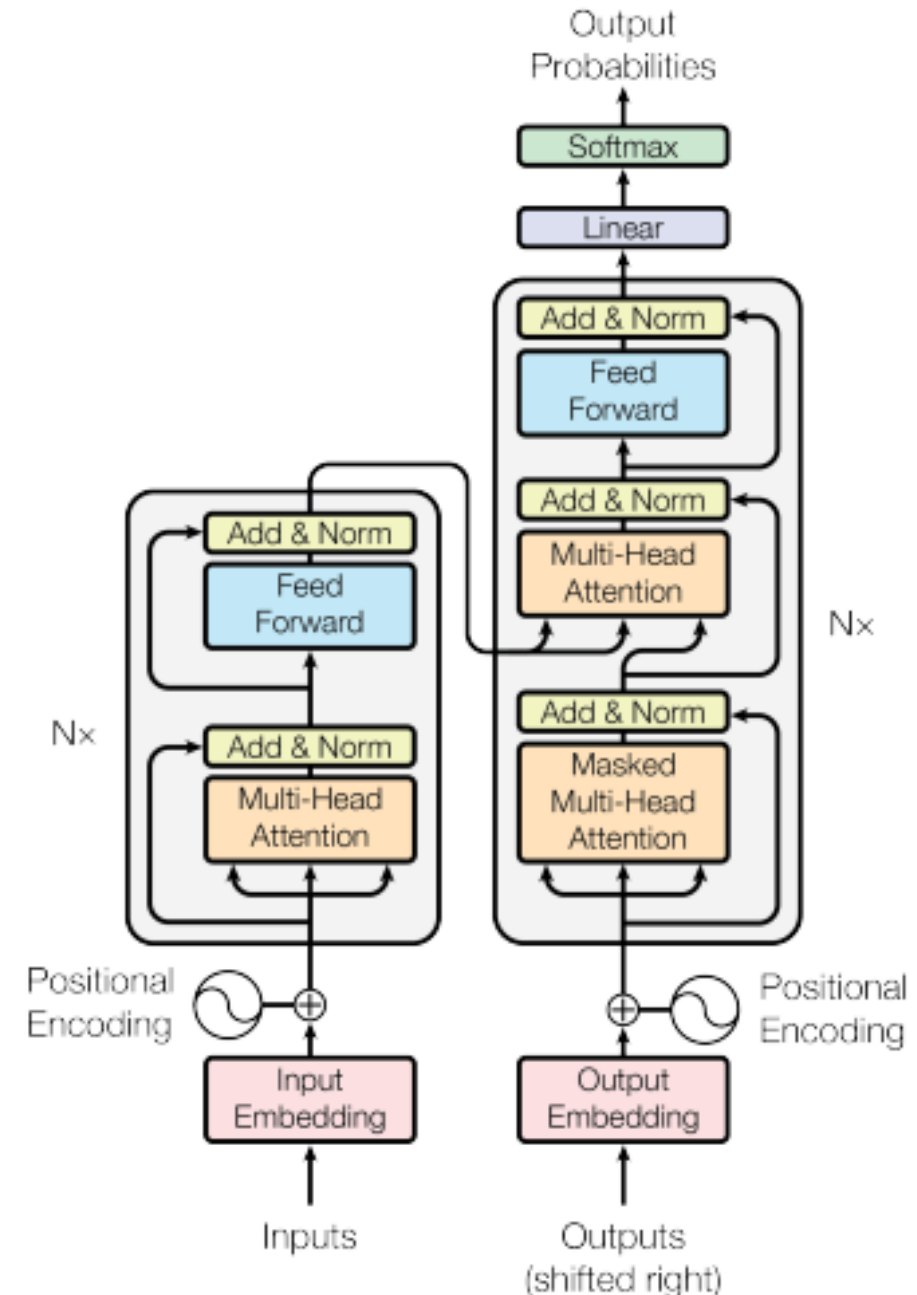 Output
Probabilities
Softmax
Linear
Add & Norm
Feed
Forward
Add & Norm
Multi-Head
Attention
Nx
Add & Norm
Masked
Multi-Head
Attention
Add & Norm
Feed
Forward
Nx
Add & Norm
Multi-Head
Attention
Positional
Encoding
Positional
Encoding
Input
Embedding
Output
Embedding
Inputs
Outputs
(shifted right)